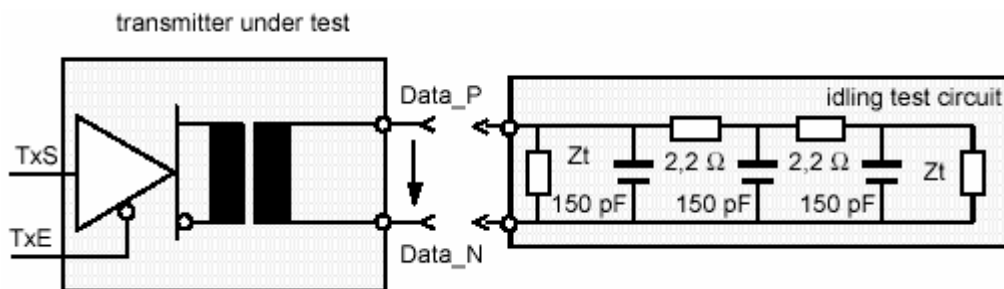 transmitter under test
Data_P
idling test circuit
TxS
Zt
2,2 Ω
2,2 Ω
Zt
150 pF
150 pF
150 pF
TxE
Data_N